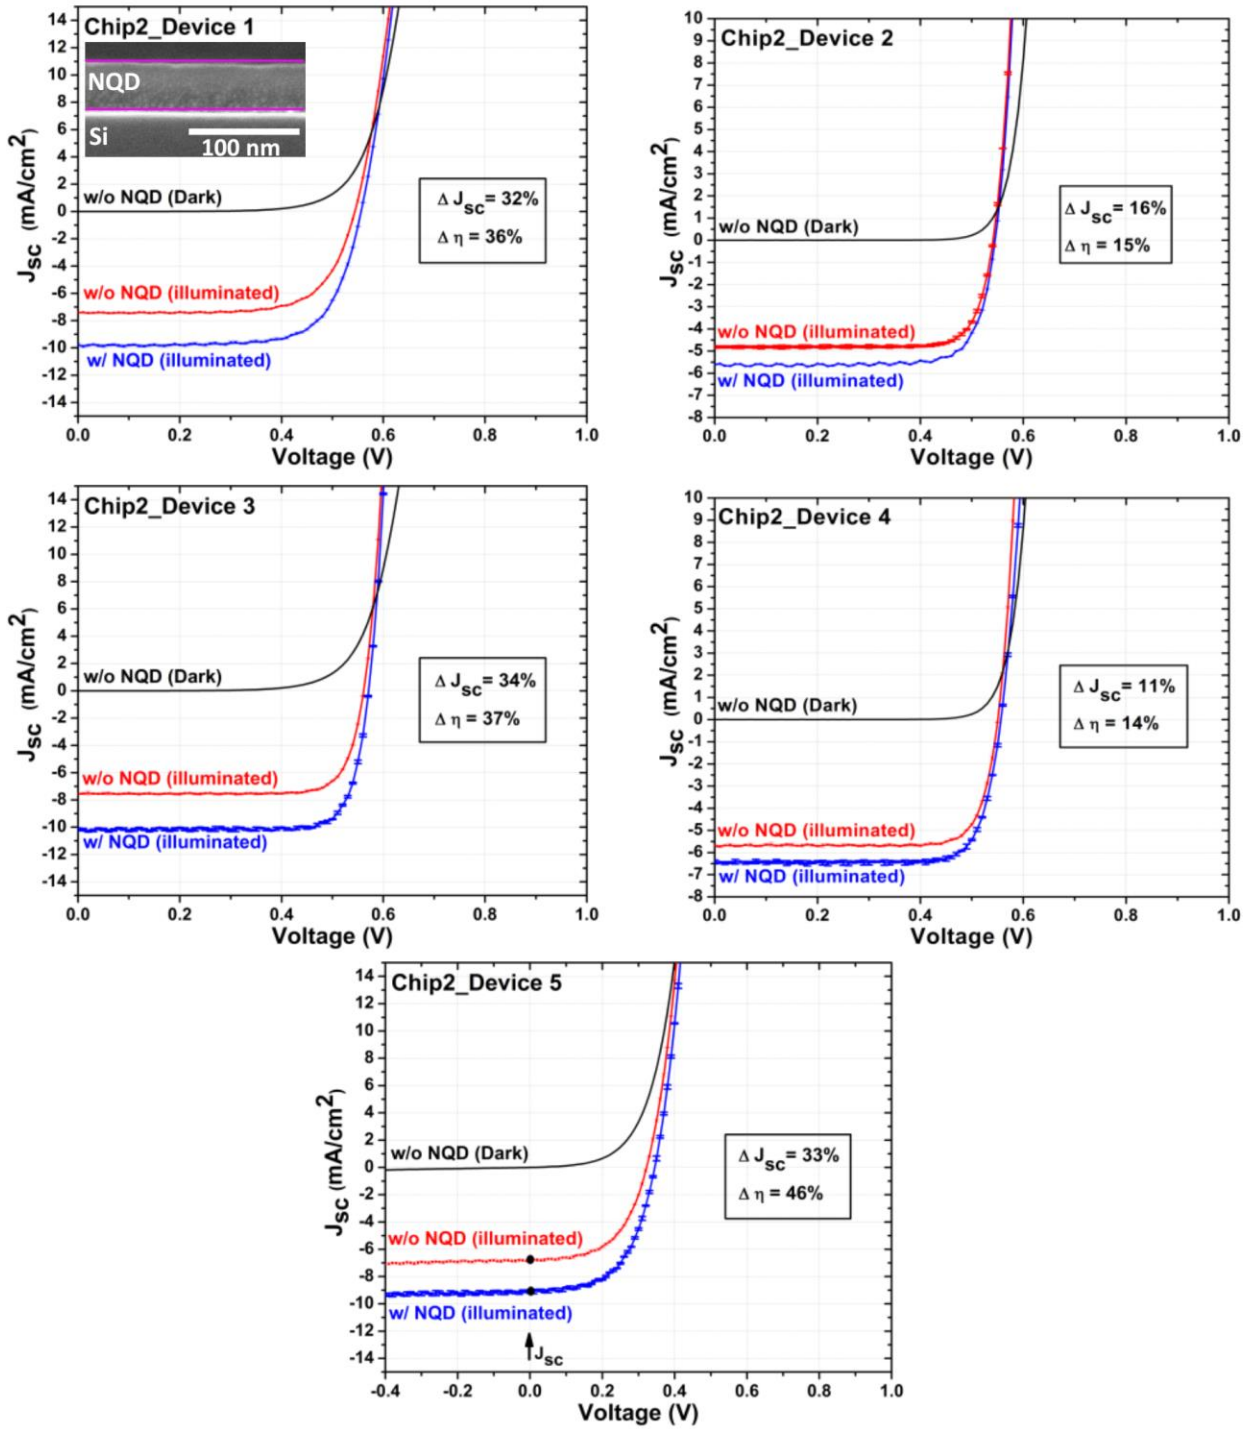 Chip2_Device 1
NQD
Si
100 nm
w/o NQD (Dark)
w/o NQD (illuminated)
w/ NQD (illuminated)
Δ Jsc= 32%
Δ η = 36%
14
12
10
8
6
4
2
0
-2
-4
-6
-8
-10
-12
-14
Jsc (mA/cm2)
0.0 0.2 0.4 0.6 0.8 1.0
Voltage (V)
Chip2_Device 2
w/o NQD (Dark)
w/o NQD (illuminated)
w/ NQD (illuminated)
Δ Jsc= 16%
Δ η = 15%
10
9
8
7
6
5
4
3
2
1
0
-1
-2
-3
-4
-5
-6
-7
-8
Jsc (mA/cm2)
0.0 0.2 0.4 0.6 0.8 1.0
Voltage (V)
Chip2_Device 3
w/o NQD (Dark)
w/o NQD (illuminated)
w/ NQD (illuminated)
Δ Jsc= 34%
Δ η = 37%
14
12
10
8
6
4
2
0
-2
-4
-6
-8
-10
-12
-14
Jsc (mA/cm2)
0.0 0.2 0.4 0.6 0.8 1.0
Voltage (V)
Chip2_Device 4
w/o NQD (Dark)
w/o NQD (illuminated)
w/ NQD (illuminated)
Δ Jsc= 11%
Δ η = 14%
10
9
8
7
6
5
4
3
2
1
0
-1
-2
-3
-4
-5
-6
-7
-8
Jsc (mA/cm2)
0.0 0.2 0.4 0.6 0.8 1.0
Voltage (V)
Chip2_Device 5
w/o NQD (Dark)
w/o NQD (illuminated)
w/ NQD (illuminated)
Δ Jsc= 33%
Δ η = 46%
Jsc
14
12
10
8
6
4
2
0
-2
-4
-6
-8
-10
-12
-14
Jsc (mA/cm2)
-0.4 -0.2 0.0 0.2 0.4 0.6 0.8 1.0
Voltage (V)